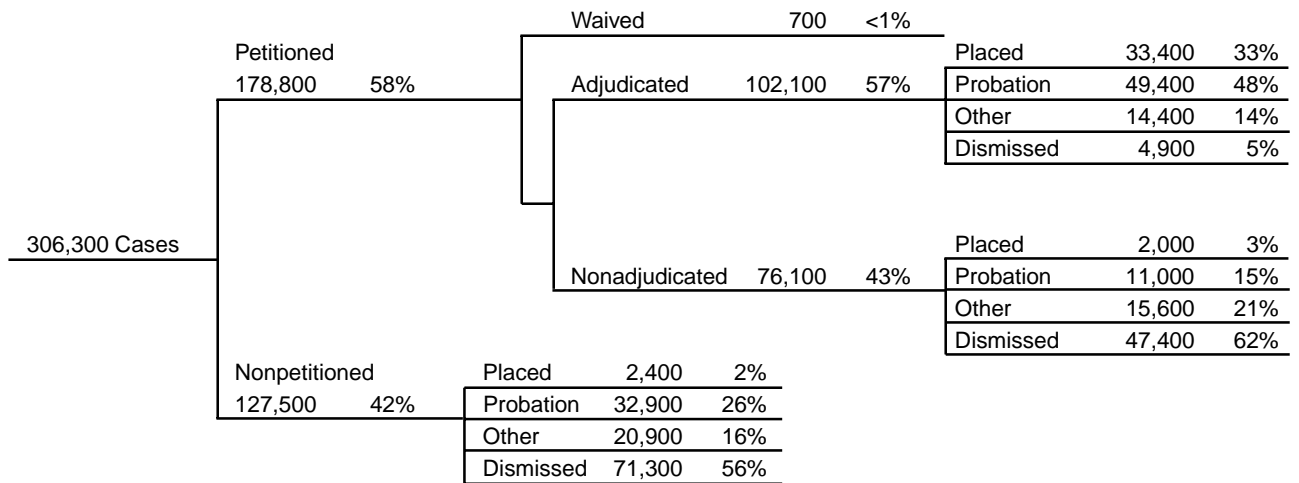 Waived 700 <1%
Petitioned
178,800 58%
Placed 33,400 33%
Adjudicated 102,100 57%
Probation 49,400 48%
Other 14,400 14%
Dismissed 4,900 5%
306,300 Cases
Placed 2,000 3%
Nonadjudicated 76,100 43%
Probation 11,000 15%
Other 15,600 21%
Dismissed 47,400 62%
Nonpetitioned
127,500 42%
Placed 2,400 2%
Probation 32,900 26%
Other 20,900 16%
Dismissed 71,300 56%